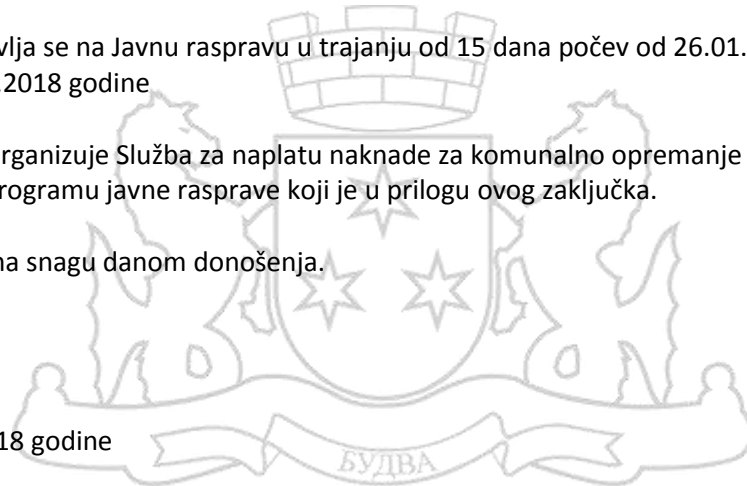 vlja se na Javnu raspravu u trajanju od 15 dana počev od 26.01.
.2018 godine
rganizuje Služba za naplatu naknade za komunalno opremanje
rogramu javne rasprave koji je u prilogu ovog zaključka.
na snagu danom donošenja.
18 godine
БУДВА